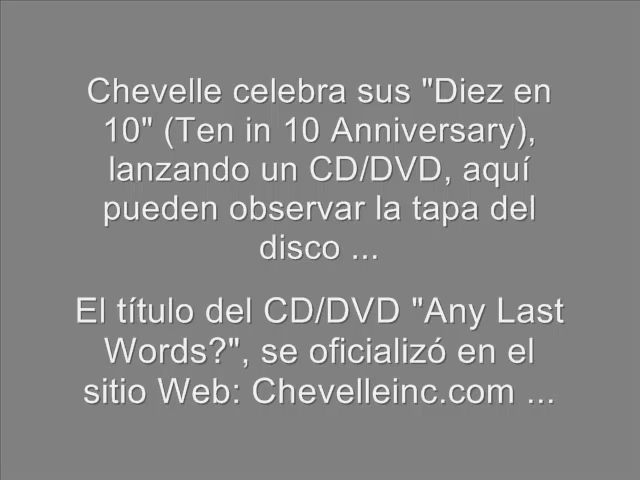 Chevelle celebra sus "Diez en
10" (Ten in 10 Anniversary),
lanzando un CD/DVD, aquí
pueden observar la tapa del
disco ...
El título del CD/DVD "Any Last
Words?", se oficializó en el
sitio Web: Chevelleinc.com ...